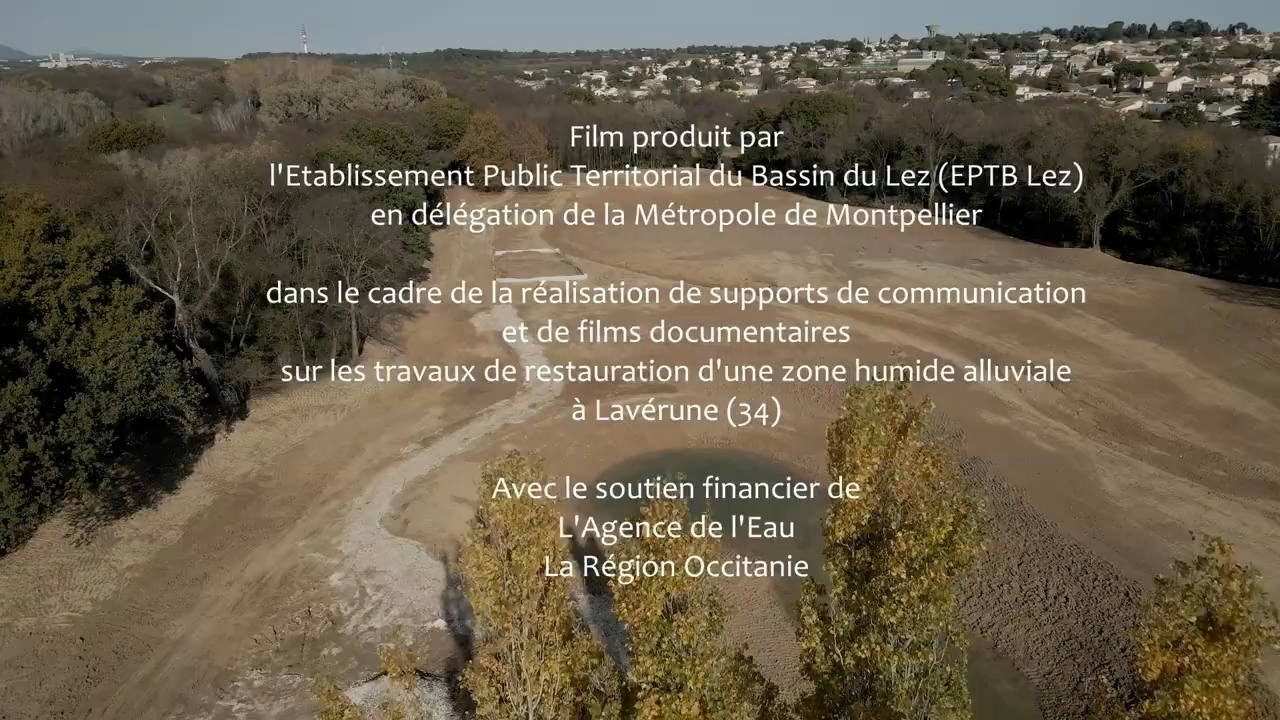 Film produit par
l'Etablissement Public Territorial du Bassin du Lez (EPTB Lez)
en délégation de la Métropole de Montpellier
dans le cadre de la réalisation de supports de communication
et de films documentaires
sur les travaux de restauration d'une zone humide alluviale
à Lavérune (34)
Avec le soutien financier de
L'Agence de l'Eau
La Région Occitanie